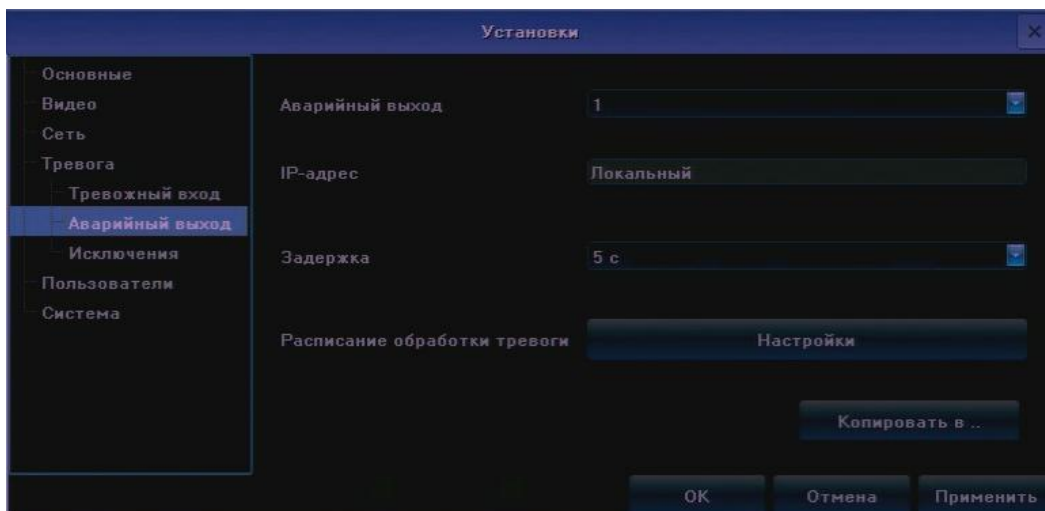 Установки
Основные
Видео
Сеть
Тревога
Тревожный вход
Аварийный выход
Исключения
Пользователи
Система
Аварийный выход
1
IP-адрес
Локальный
Задержка
5 с
Расписание обработки тревоги
Настройки
Копировать в ..
ОК
Отмена
Применить